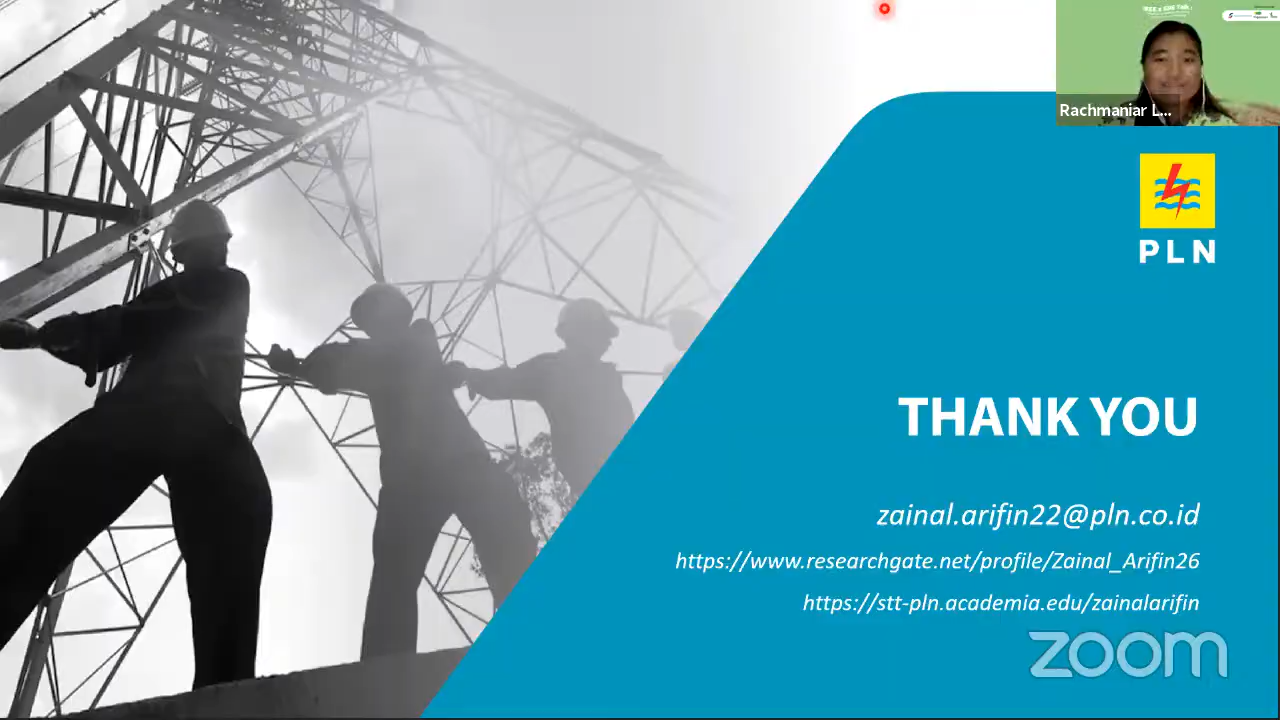 Rachmaniar L...
PLN
THANK YOU
zainal.arifin22@pln.co.id
https://www.researchgate.net/profile/Zainal_Arifin26
https://stt-pln.academia.edu/zainalarifin
zoom